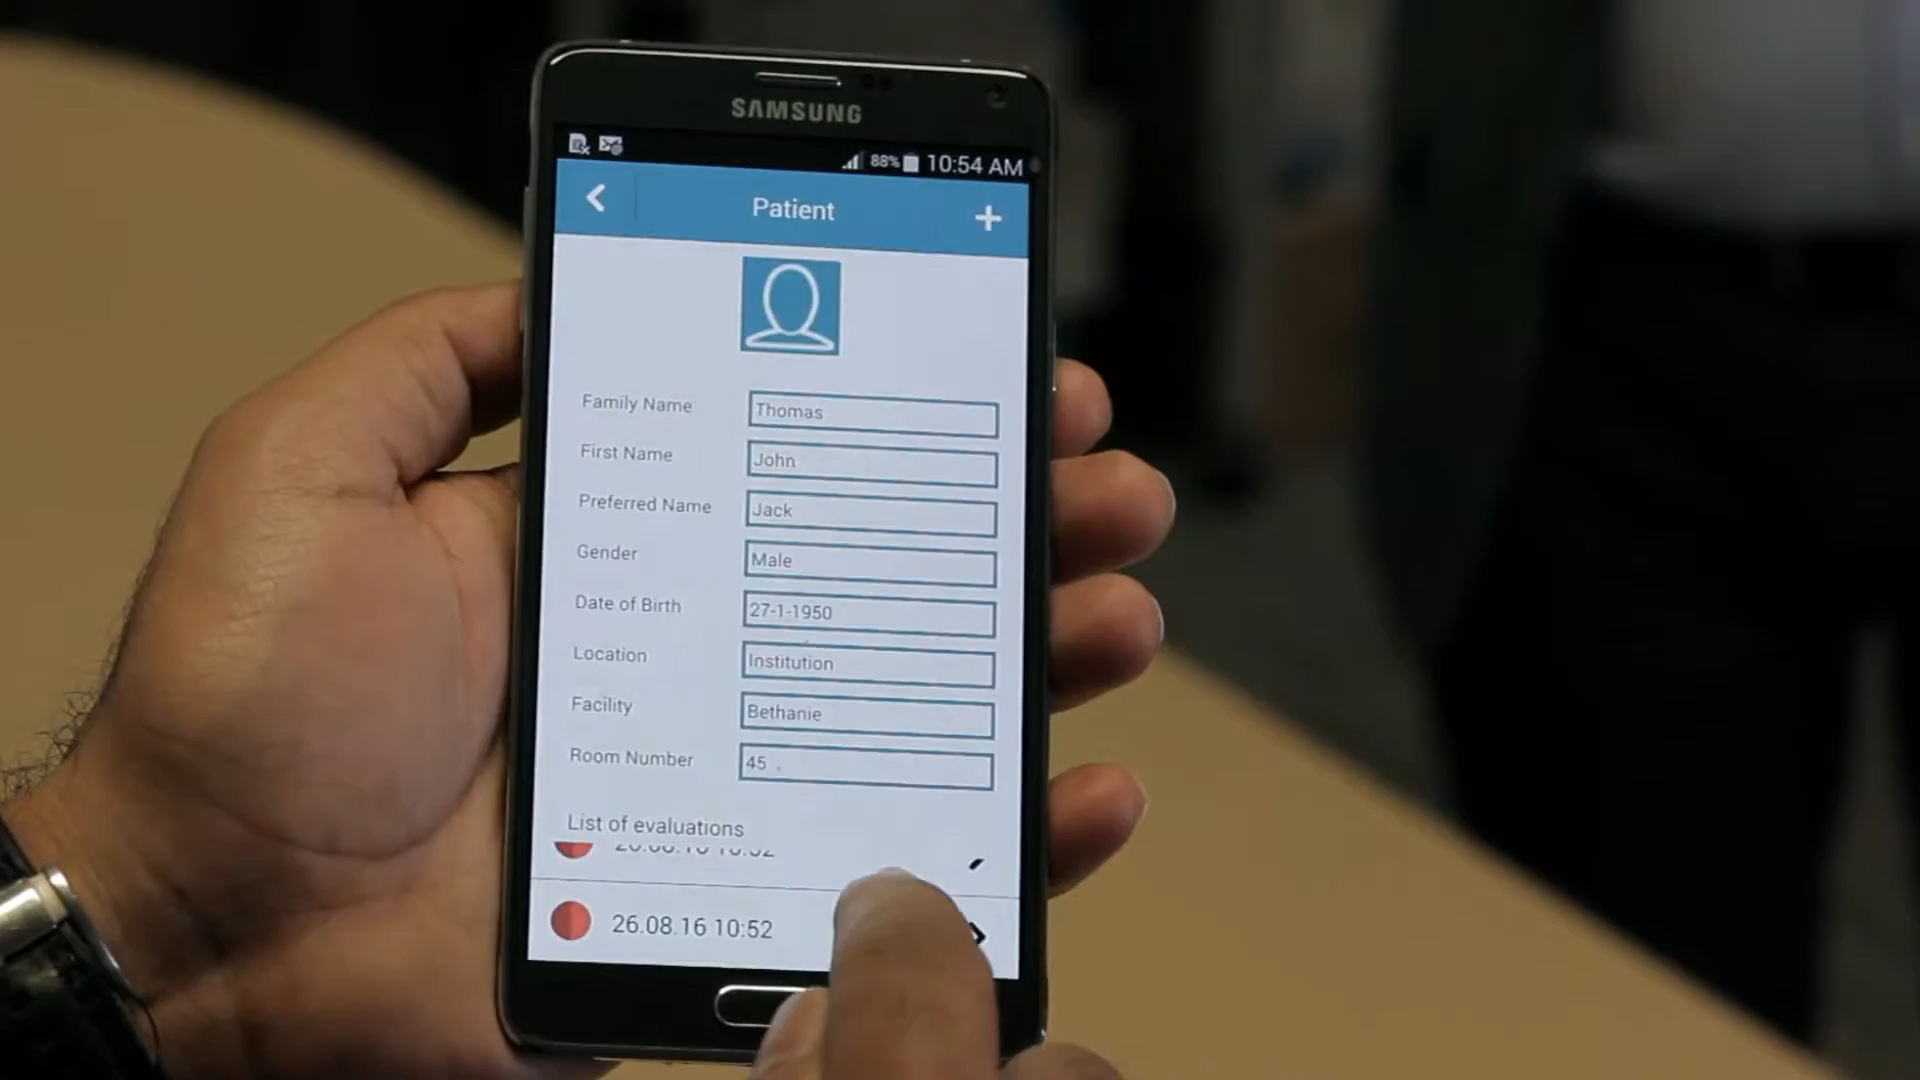 SAMSUNG
88% 10:54 AM
Patient
Family Name Thomas
First Name John
Preferred Name Jack
Gender Male
Date of Birth 27-1-1950
Location Institution
Facility Bethanie
Room Number 45
List of evaluations
26.08.16 10:52